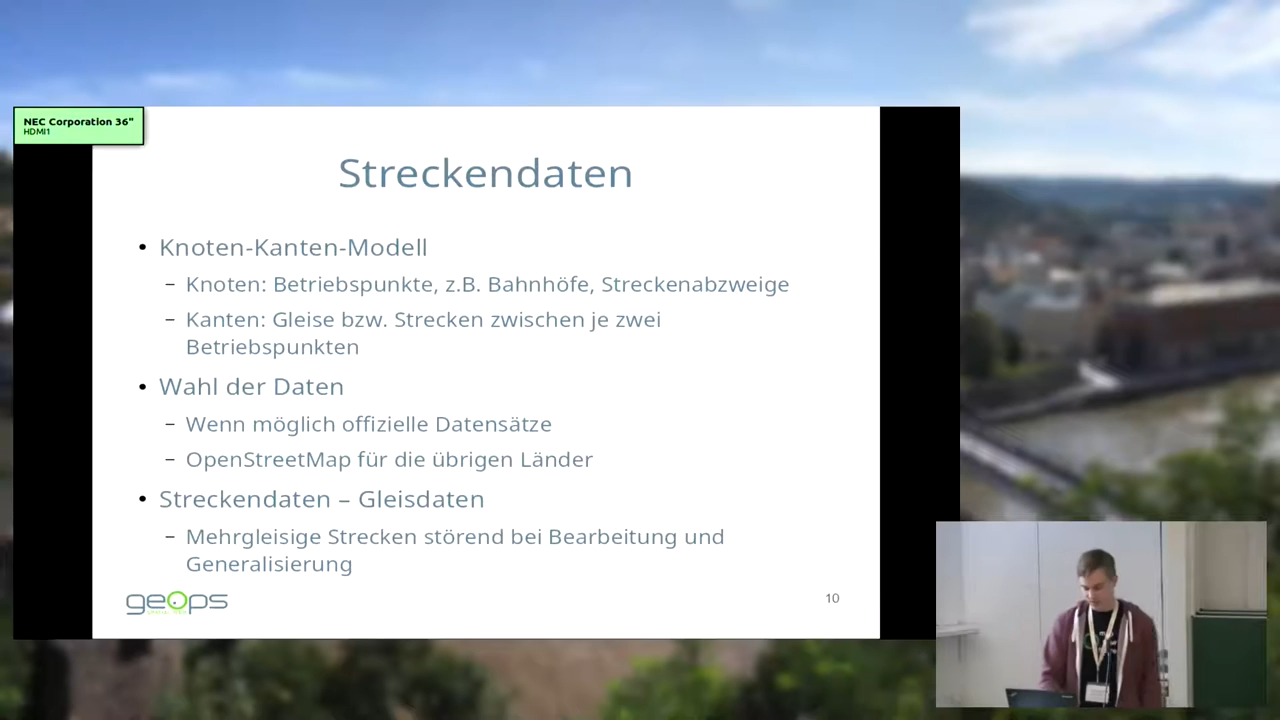 NEC Corporation 36"
HDMI1
Streckendaten
• Knoten-Kanten-Modell
– Knoten: Betriebspunkte, z.B. Bahnhöfe, Streckenabzweige
– Kanten: Gleise bzw. Strecken zwischen je zwei
Betriebspunkten
• Wahl der Daten
– Wenn möglich offizielle Datensätze
– OpenStreetMap für die übrigen Länder
• Streckendaten – Gleisdaten
– Mehrgleisige Strecken störend bei Bearbeitung und
Generalisierung
geops
10